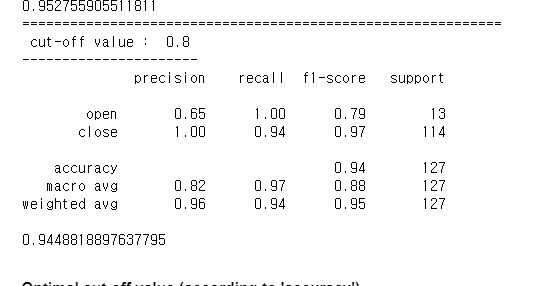 0.952755905511811
================================================================
cut-off value :  0.8
----------------------
precision    recall  f1-score   support
open       0.65      1.00      0.79        13
close       1.00      0.94      0.97       114
accuracy                           0.94       127
macro avg       0.82      0.97      0.88       127
weighted avg       0.96      0.94      0.95       127
0.9448818897637795
Optimal cut-off value (according to 'accuracy')